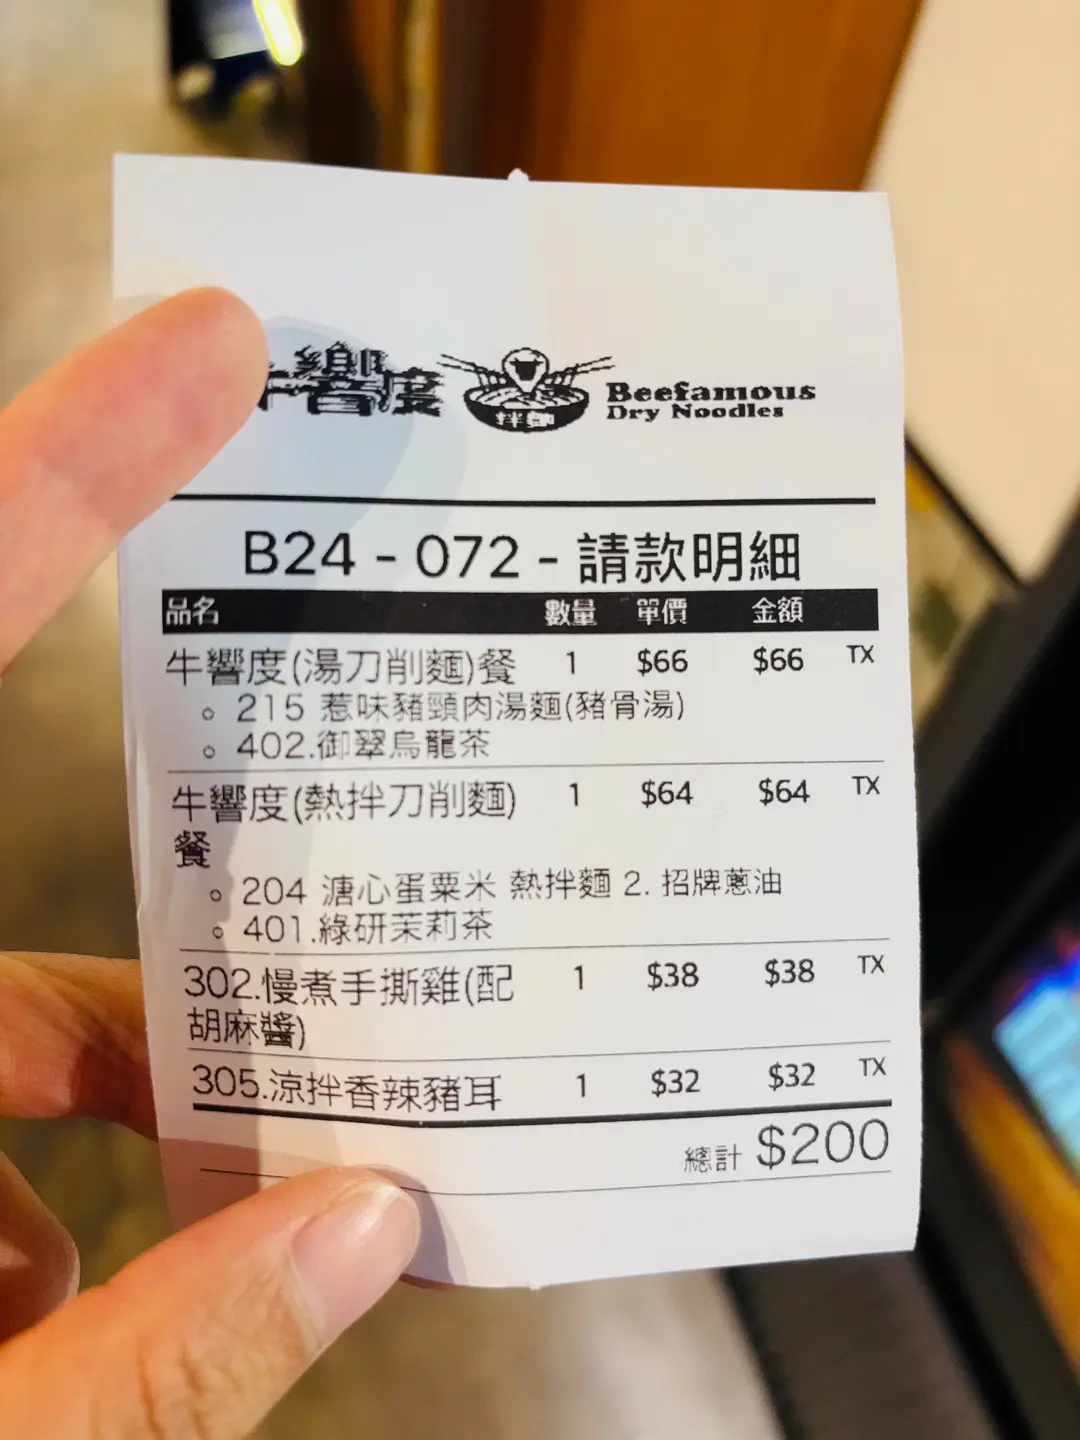 響度
拌麵
Beefamous
Dry Noodles
B24 - 072 - 請款明細
品名 數量 單價 金額
牛響度(湯刀削麵)餐 1 $66 $66 TX
。 215 惹味豬頸肉湯麵(豬骨湯)
。 402.御翠烏龍茶
牛響度(熱拌刀削麵) 1 $64 $64 TX
餐
。 204 溏心蛋粟米 熱拌麵 2. 招牌蔥油
。 401.綠研茉莉茶
302.慢煮手撕雞(配 1 $38 $38 TX
胡麻醬)
305.涼拌香辣豬耳 1 $32 $32 TX
總計 $200